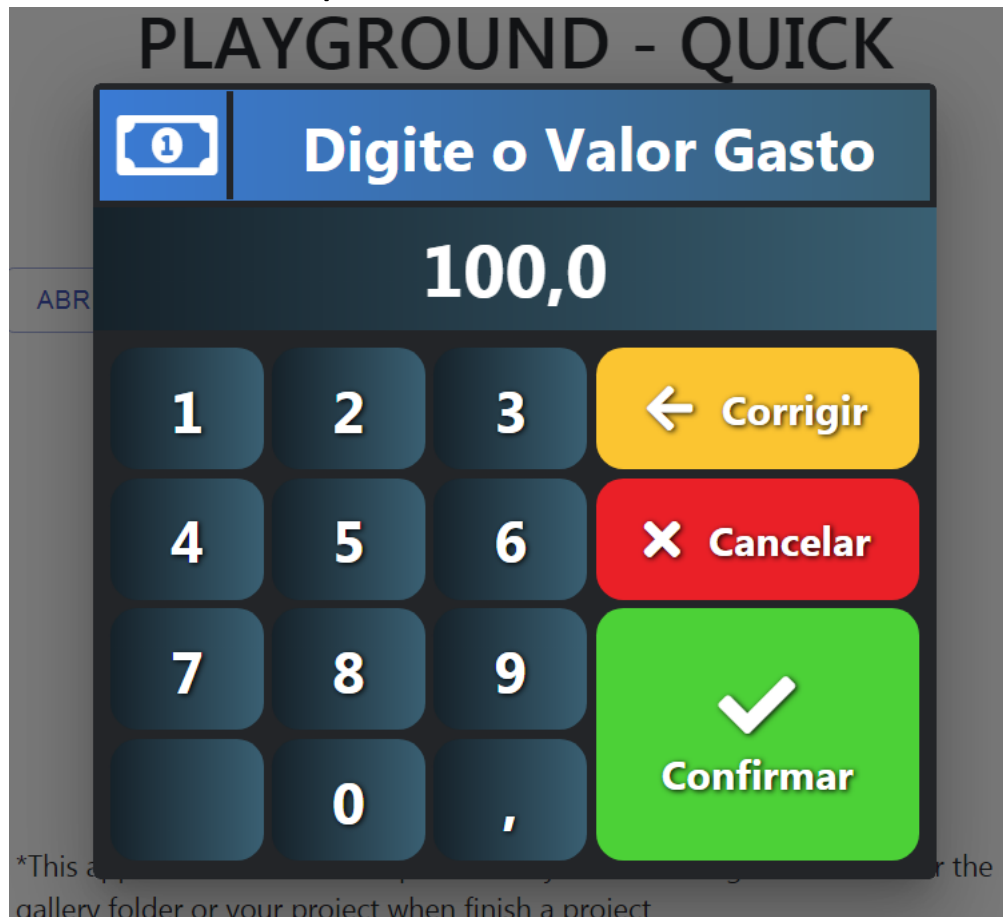 PLAYGROUND - QUICK
1 Digite o Valor Gasto
100,0
ABR
1 2 3 Corrigir
4 5 6 Cancelar
7 8 9
Confirmar
0 ,
*This r the
gallery folder or your project when finish a project